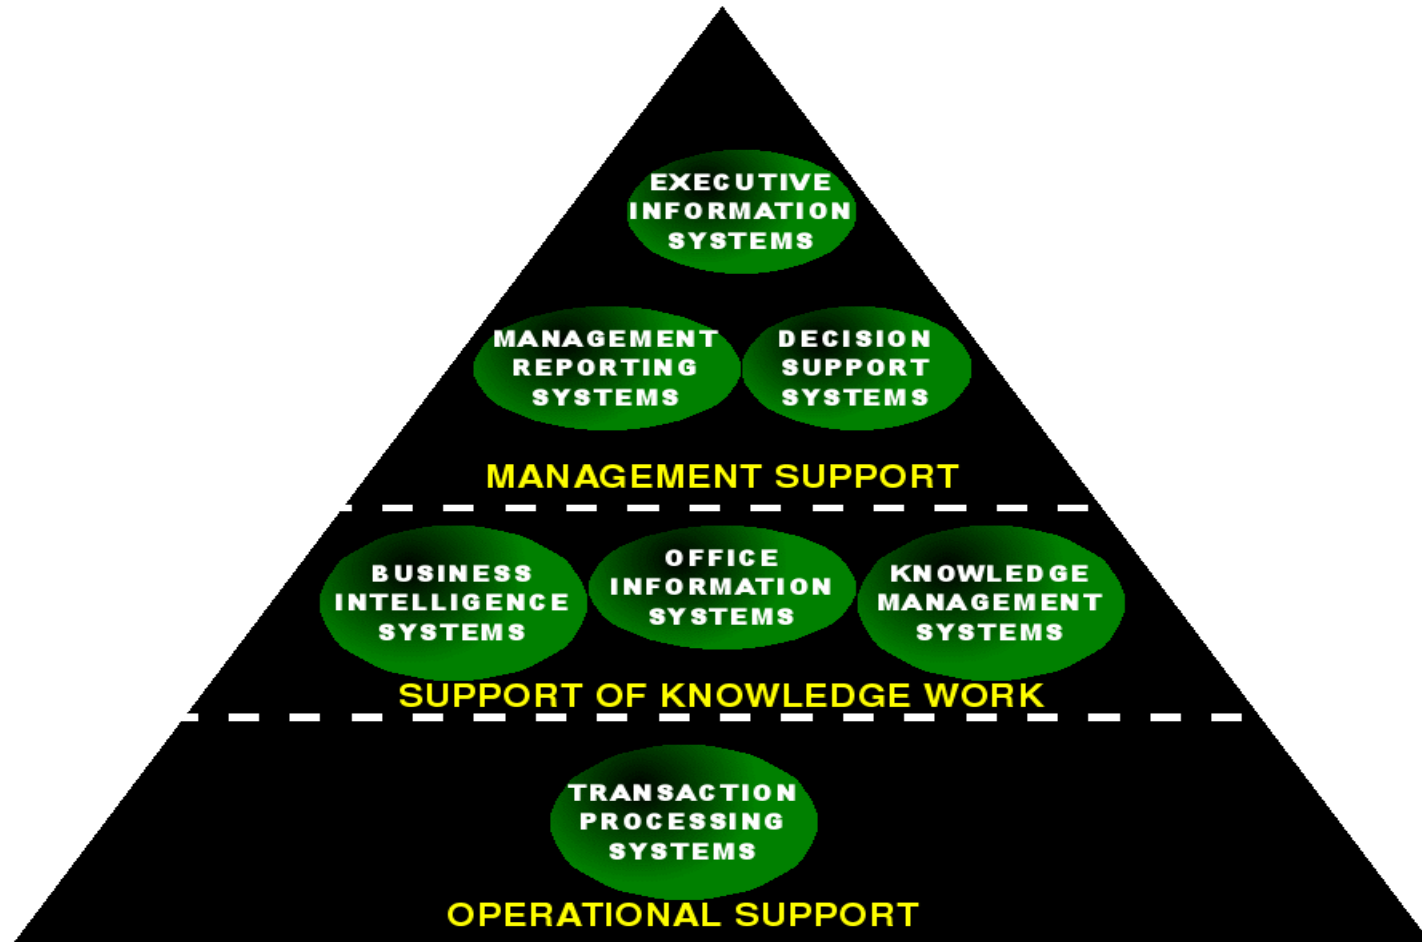 EXECUTIVE
INFORMATION
SYSTEMS
MANAGEMENT
REPORTING
SYSTEMS
DECISION
SUPPORT
SYSTEMS
MANAGEMENT SUPPORT
BUSINESS
INTELLIGENCE
SYSTEMS
OFFICE
INFORMATION
SYSTEMS
KNOWLEDGE
MANAGEMENT
SYSTEMS
SUPPORT OF KNOWLEDGE WORK
TRANSACTION
PROCESSING
SYSTEMS
OPERATIONAL SUPPORT